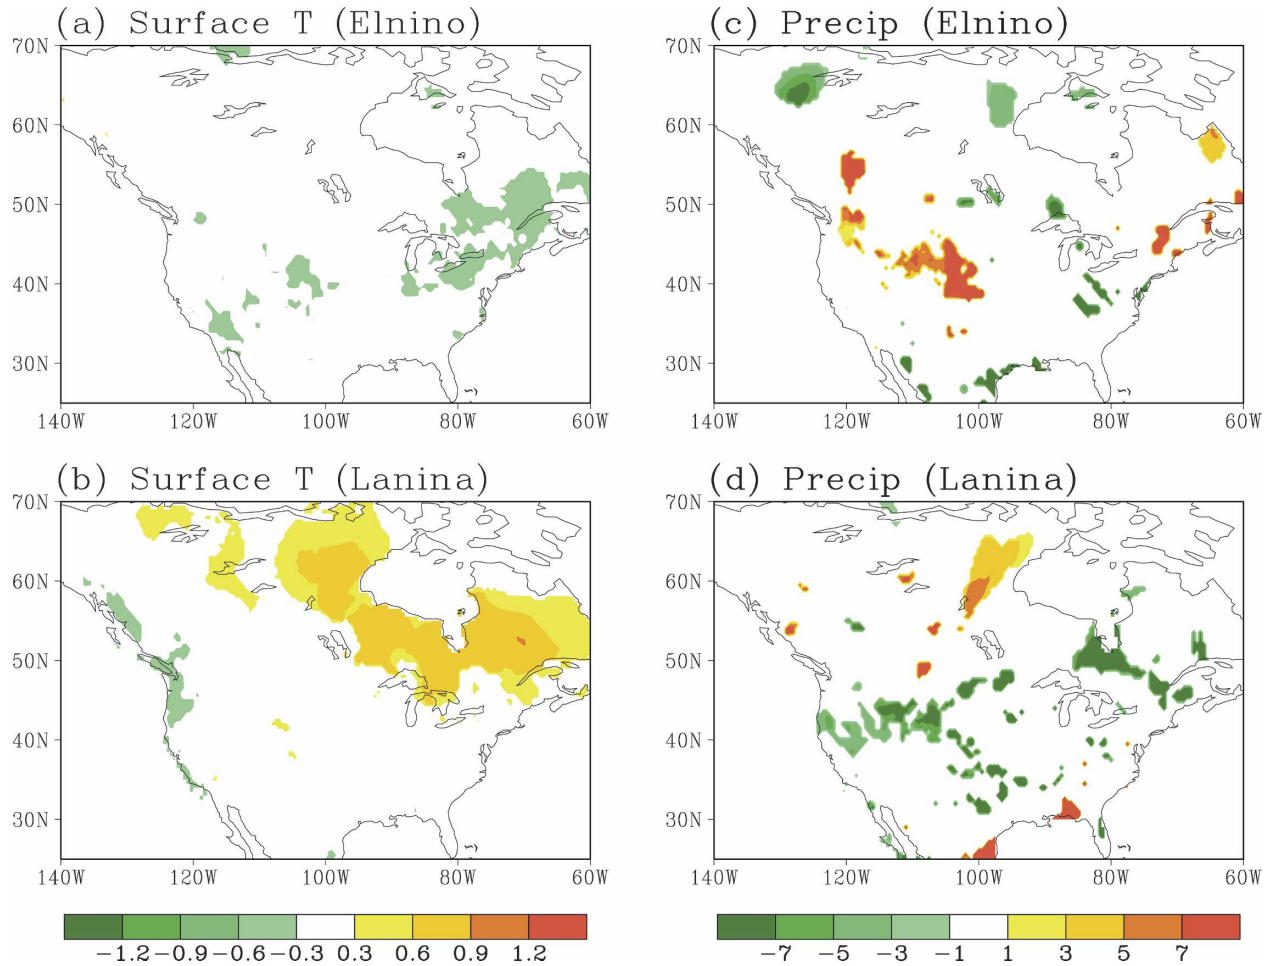 (a) Surface T (Elnino)
70N
60N
50N
40N
30N
140W 120W 100W 80W 60W
(c) Precip (Elnino)
70N
60N
50N
40N
30N
140W 120W 100W 80W 60W
(b) Surface T (Lanina)
70N
60N
50N
40N
30N
140W 120W 100W 80W 60W
(d) Precip (Lanina)
70N
60N
50N
40N
30N
140W 120W 100W 80W 60W
−1.2 −0.9 −0.6 −0.3 0.3 0.6 0.9 1.2
−7 −5 −3 −1 1 3 5 7